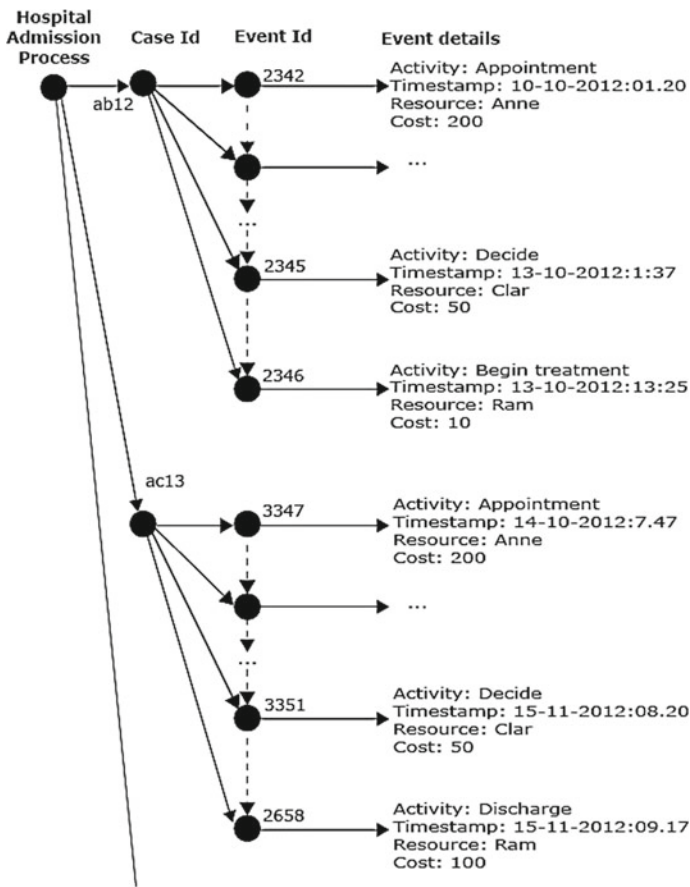 Hospital
Admission
Process
Case Id
Event Id
Event details
ab12
2342
Activity: Appointment
Timestamp: 10-10-2012:01.20
Resource: Anne
Cost: 200
...
...
2345
Activity: Decide
Timestamp: 13-10-2012:1:37
Resource: Clar
Cost: 50
2346
Activity: Begin treatment
Timestamp: 13-10-2012:13:25
Resource: Ram
Cost: 10
ac13
3347
Activity: Appointment
Timestamp: 14-10-2012:7.47
Resource: Anne
Cost: 200
...
...
3351
Activity: Decide
Timestamp: 15-11-2012:08.20
Resource: Clar
Cost: 50
2658
Activity: Discharge
Timestamp: 15-11-2012:09.17
Resource: Ram
Cost: 100